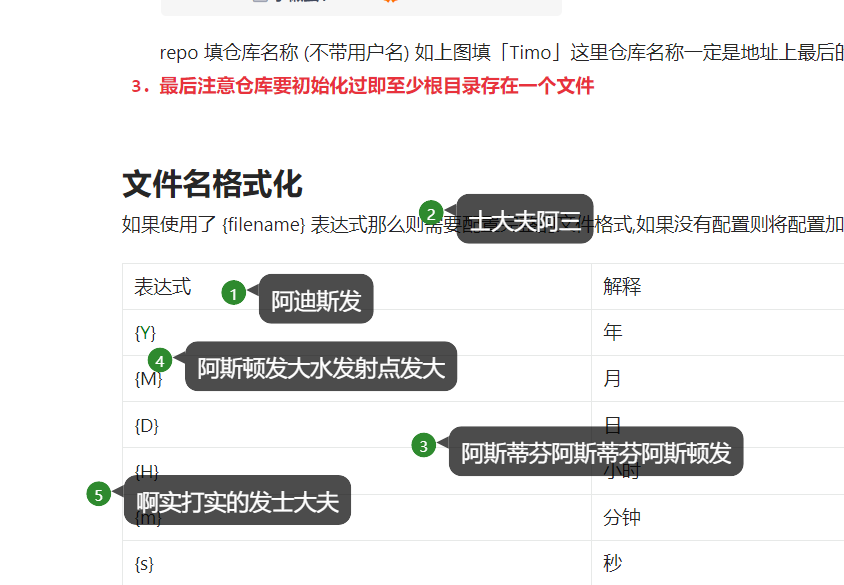 repo 填仓库名称 (不带用户名) 如上图填「Timo」这里仓库名称一定是地址上最后的
3. 最后注意仓库要初始化过即至少根目录存在一个文件
文件名格式化
2 士大夫阿三
如果使用了 {filename} 表达式那么则需要配置文件格式,如果没有配置则将配置加
表达式 解释
1 阿迪斯发
{Y} 年
4 阿斯顿发大水发射点发大
{M} 月
{D} 日
3 阿斯蒂芬阿斯蒂芬阿斯顿发
{H} 小时
5 啊实打实的发士大夫
{m} 分钟
{s} 秒